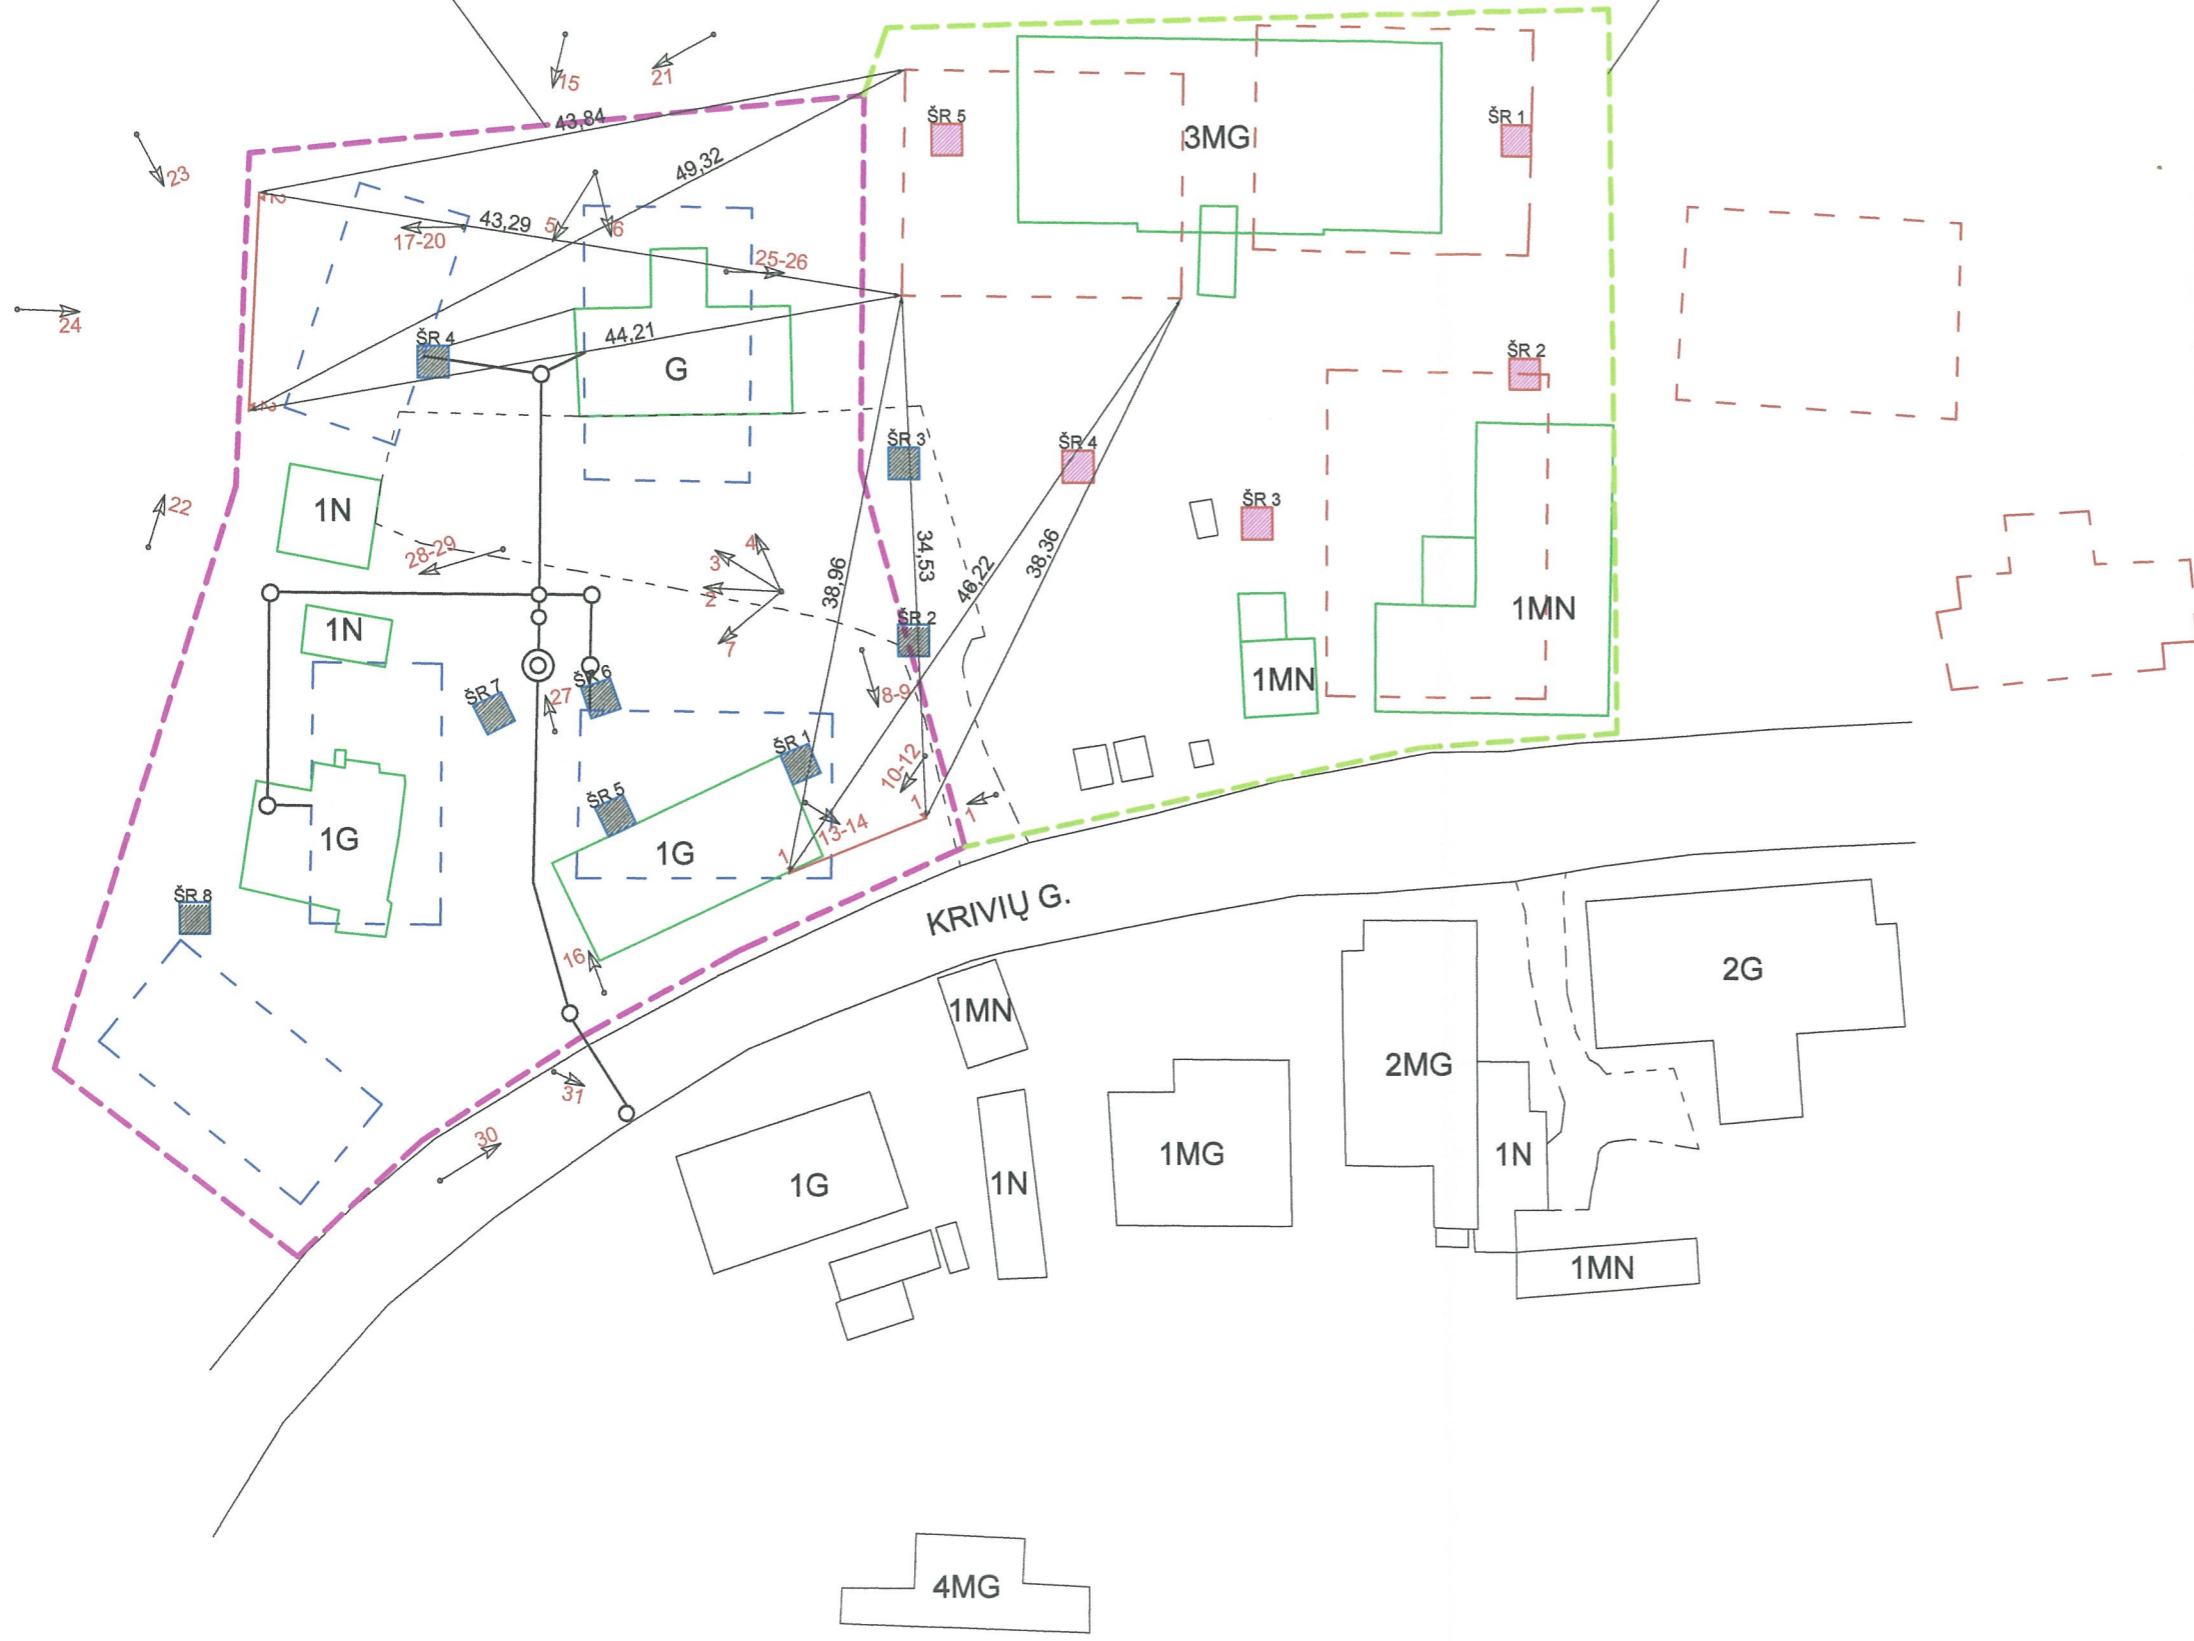 15
21
43,84
ŠR 5
3MG
ŠR 1
23
49,32
2
43,29
5
6
17-20
25-26
24
ŠR 4
44,21
G
ŠR 2
ŠR 3
ŠR 4
1N
22
ŠR 3
28-29
3
4
2
38,96
34,53
46,22
38,36
1N
7
ŠR 2
1MN
1MN
ŠR 7
27
ŠR 6
8-9
ŠR 1
10-12
ŠR 5
1
1
13-14
1
1G
1G
ŠR 8
KRIVIŲ G.
16
1MN
2G
2MG
31
30
1G
1N
1MG
1N
1MN
4MG